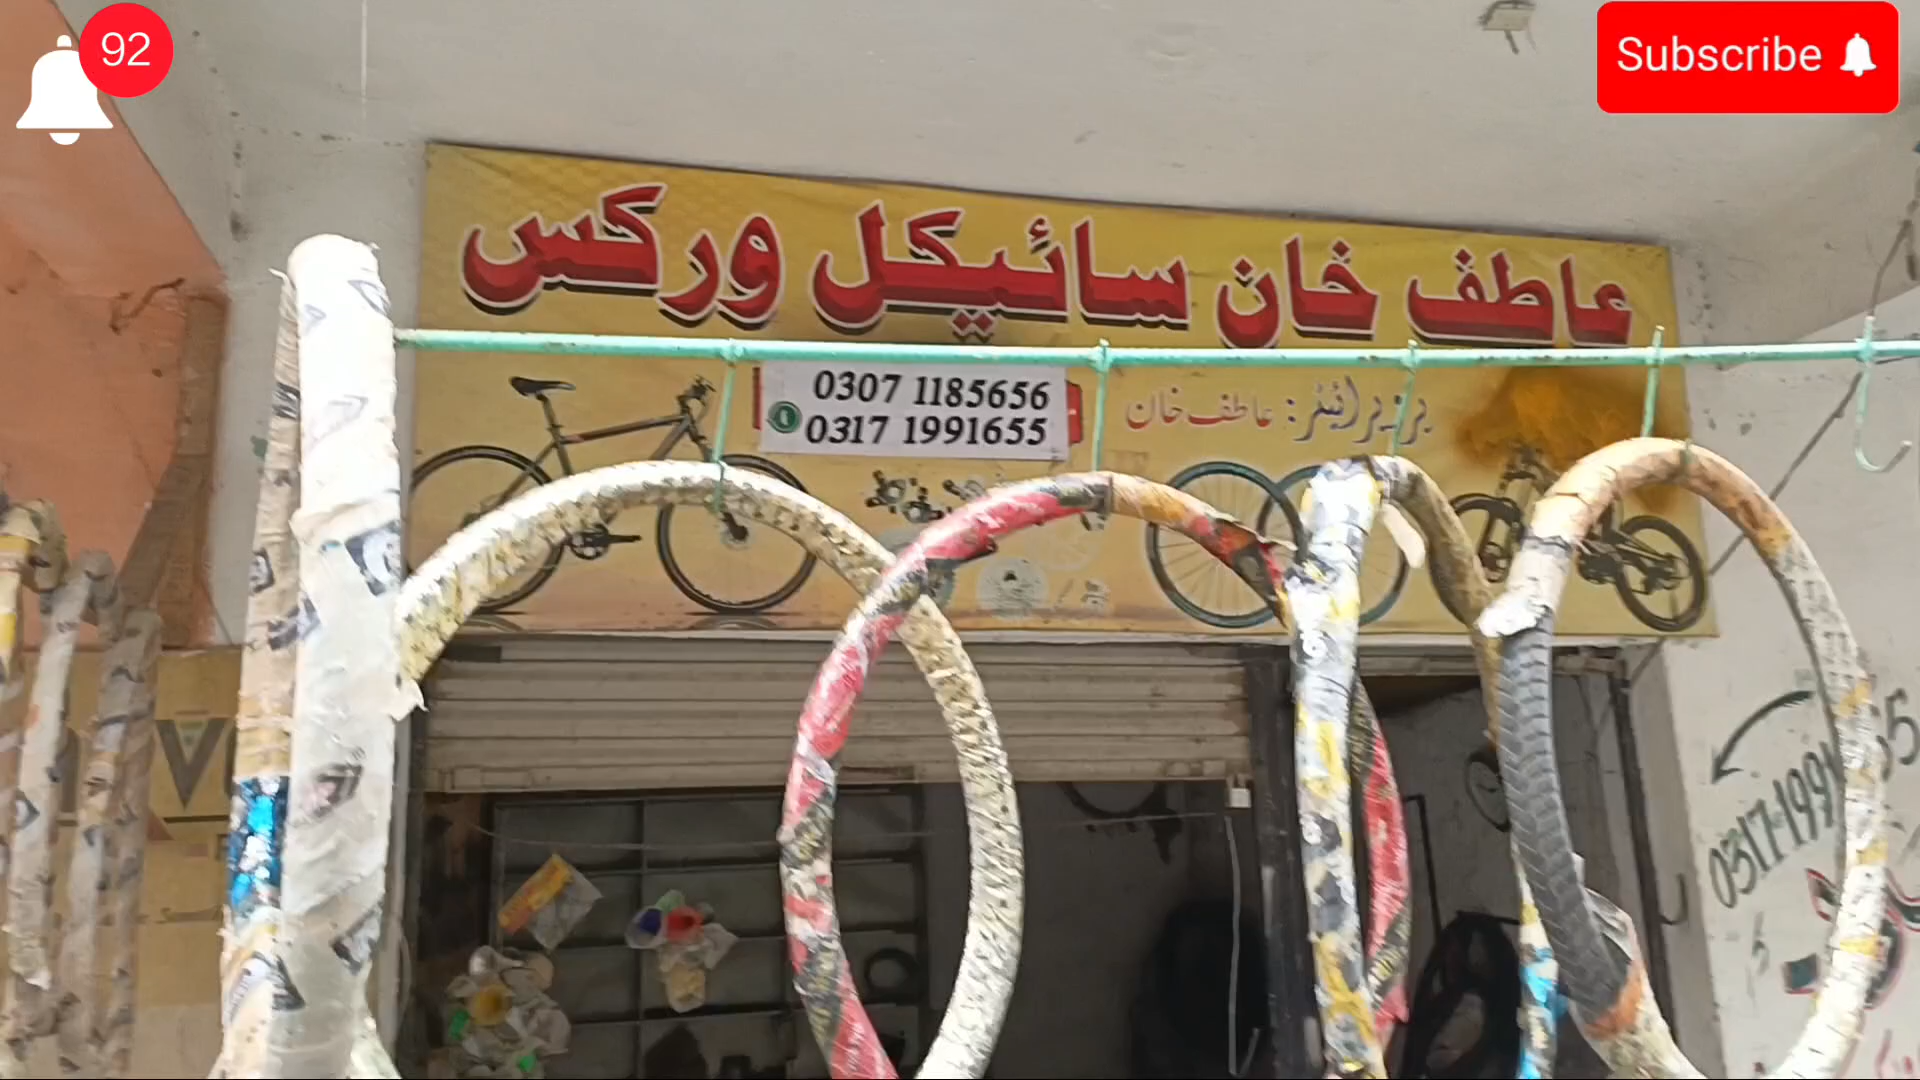 92
Subscribe
عاطف خان سائیکل ورکس
0307 1185656
0317 1991655
پروپرائٹر: عاطف خان